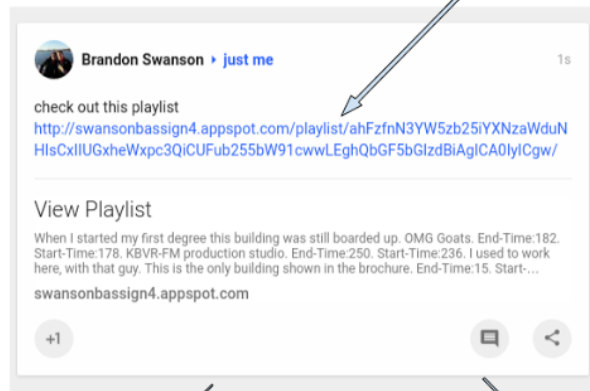 Brandon Swanson ▸ just me 1s
check out this playlist
http://swansonbassign4.appspot.com/playlist/ahFzfnN3YW5zb25iYXNzaWduN
HIsCxIIUGxheWxpc3QiCUFub255bW91cwwLEghQbGF5bGlzdBiAgICA0IyICgw/
View Playlist
When I started my first degree this building was still boarded up. OMG Goats. End-Time:182.
Start-Time:178. KBVR-FM production studio. End-Time:250. Start-Time:236. I used to work
here, with that guy. This is the only building shown in the brochure. End-Time:15. Start-...
swansonbassign4.appspot.com
+1